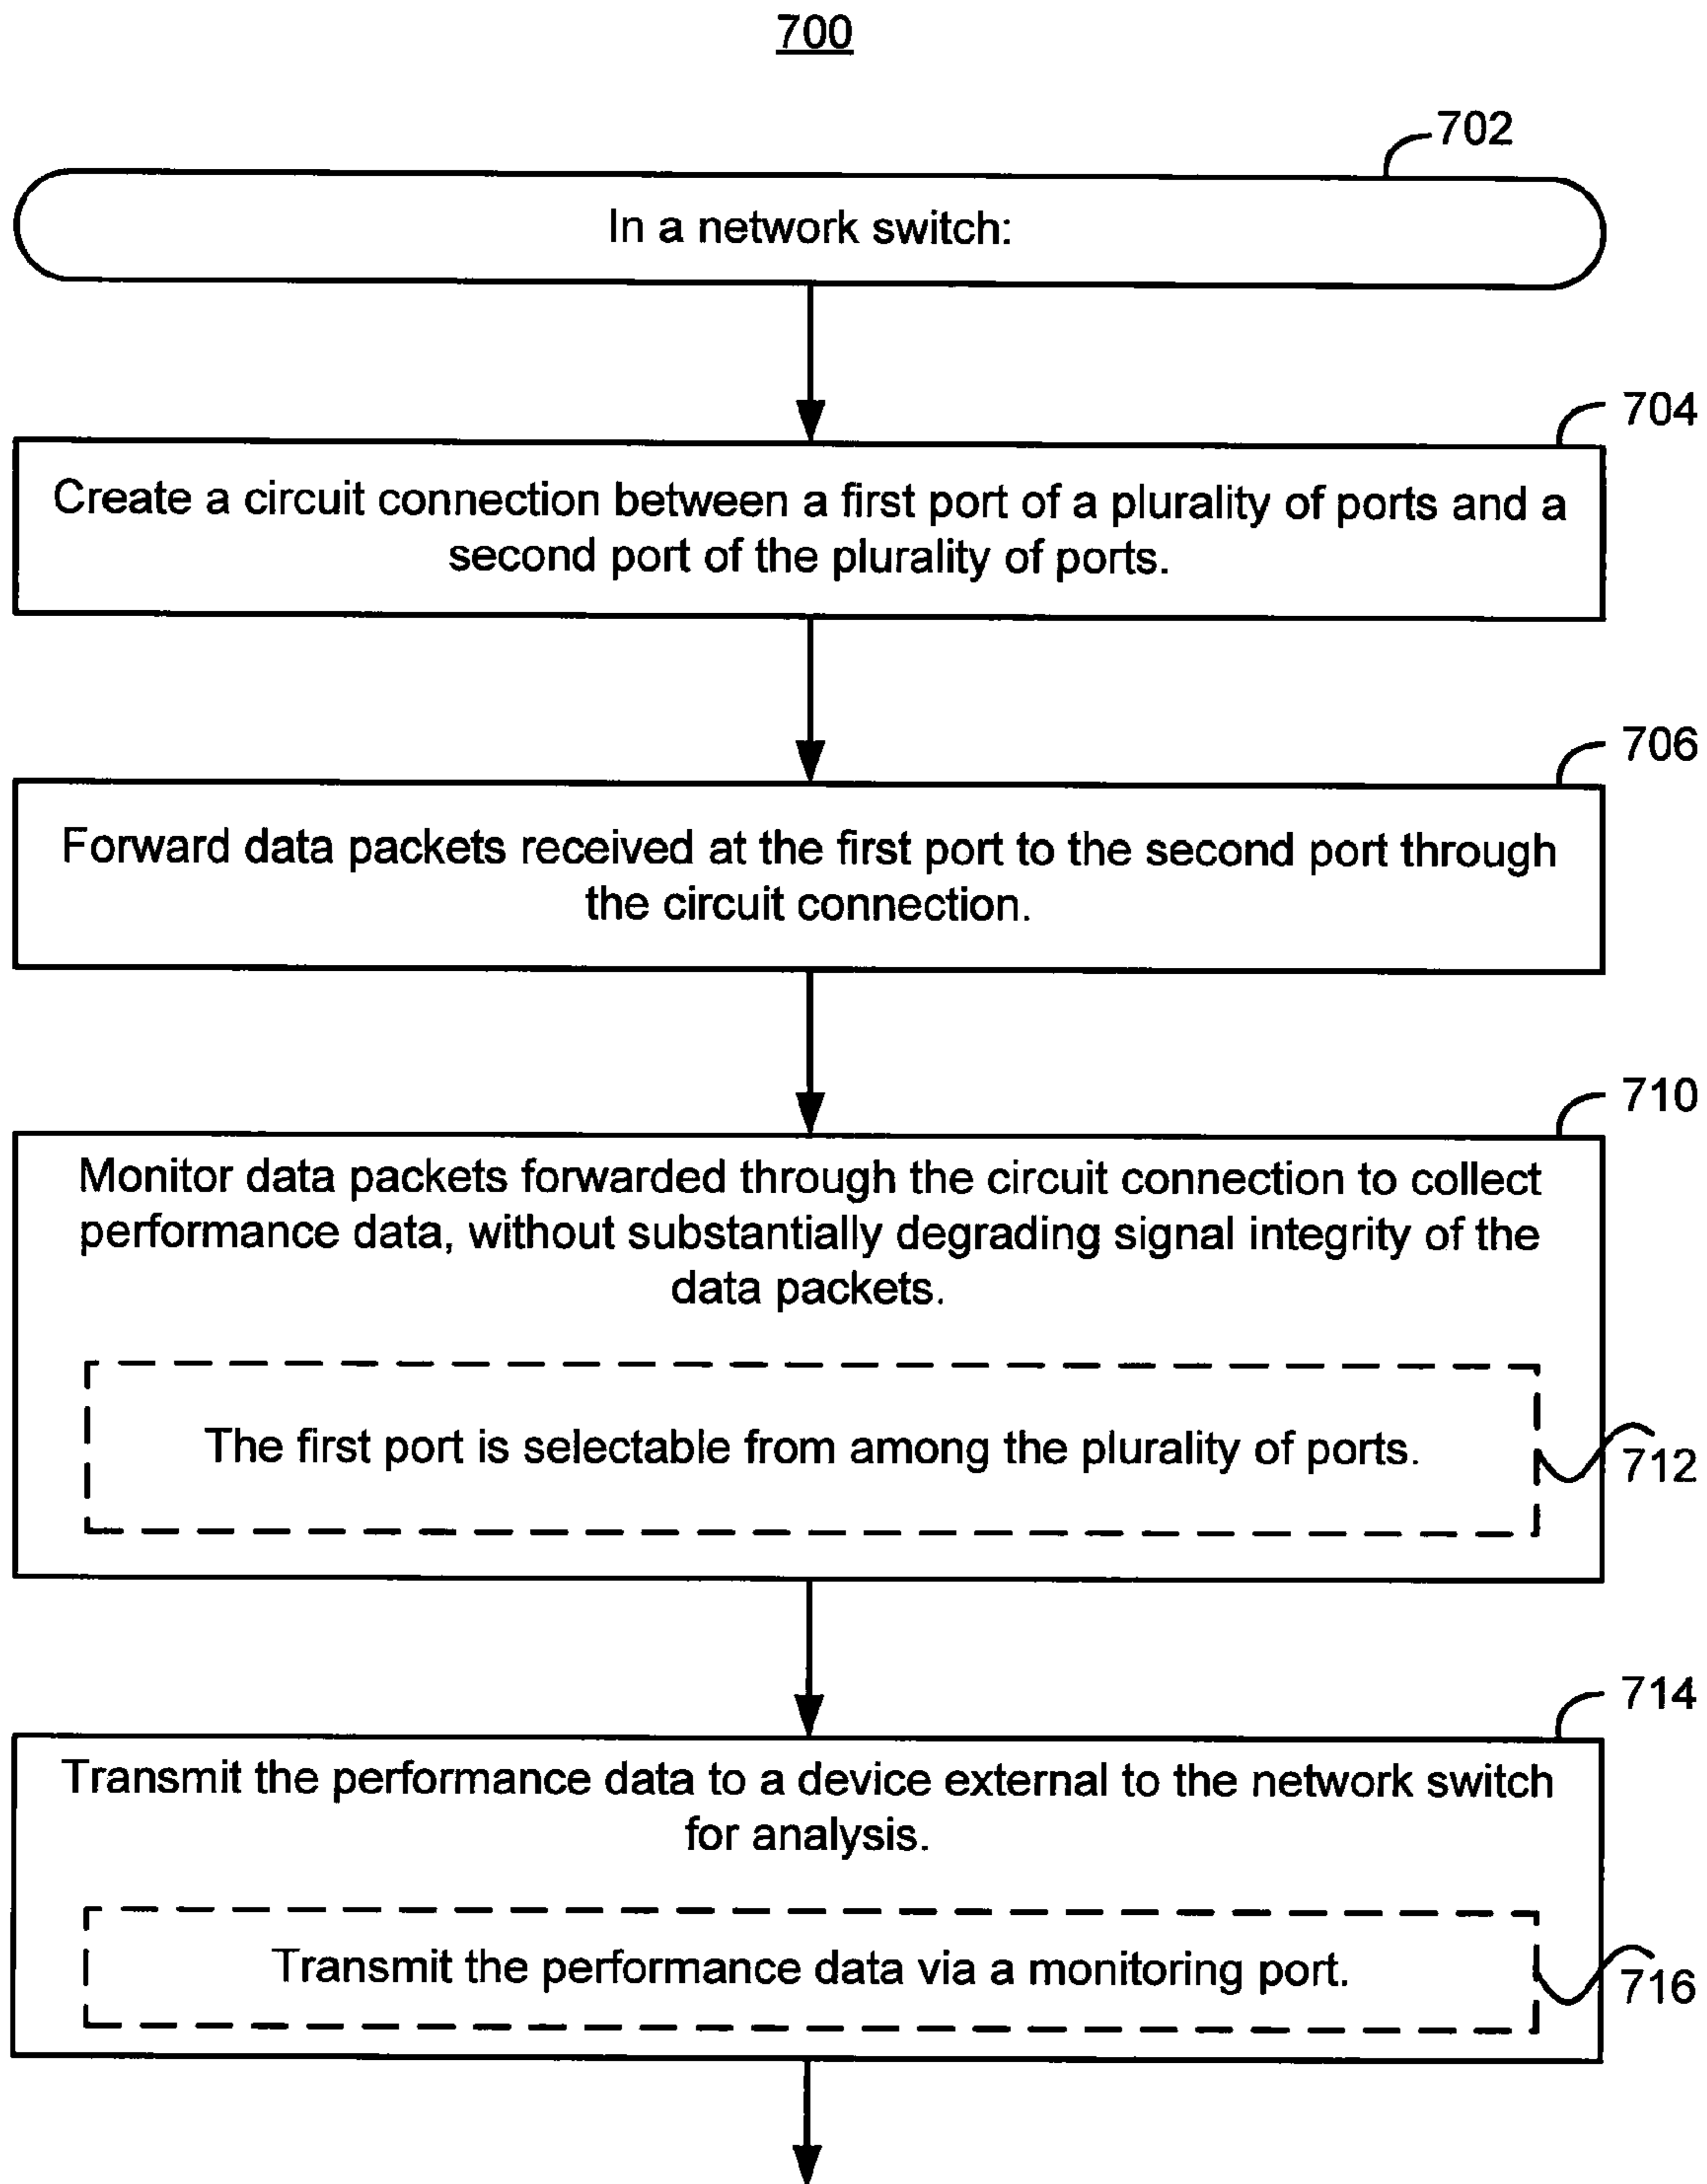 700
702
In a network switch:
704
Create a circuit connection between a first port of a plurality of ports and a
second port of the plurality of ports.
706
Forward data packets received at the first port to the second port through
the circuit connection.
710
Monitor data packets forwarded through the circuit connection to collect
performance data, without substantially degrading signal integrity of the
data packets.
The first port is selectable from among the plurality of ports.
712
714
Transmit the performance data to a device external to the network switch
for analysis.
Transmit the performance data via a monitoring port.
716